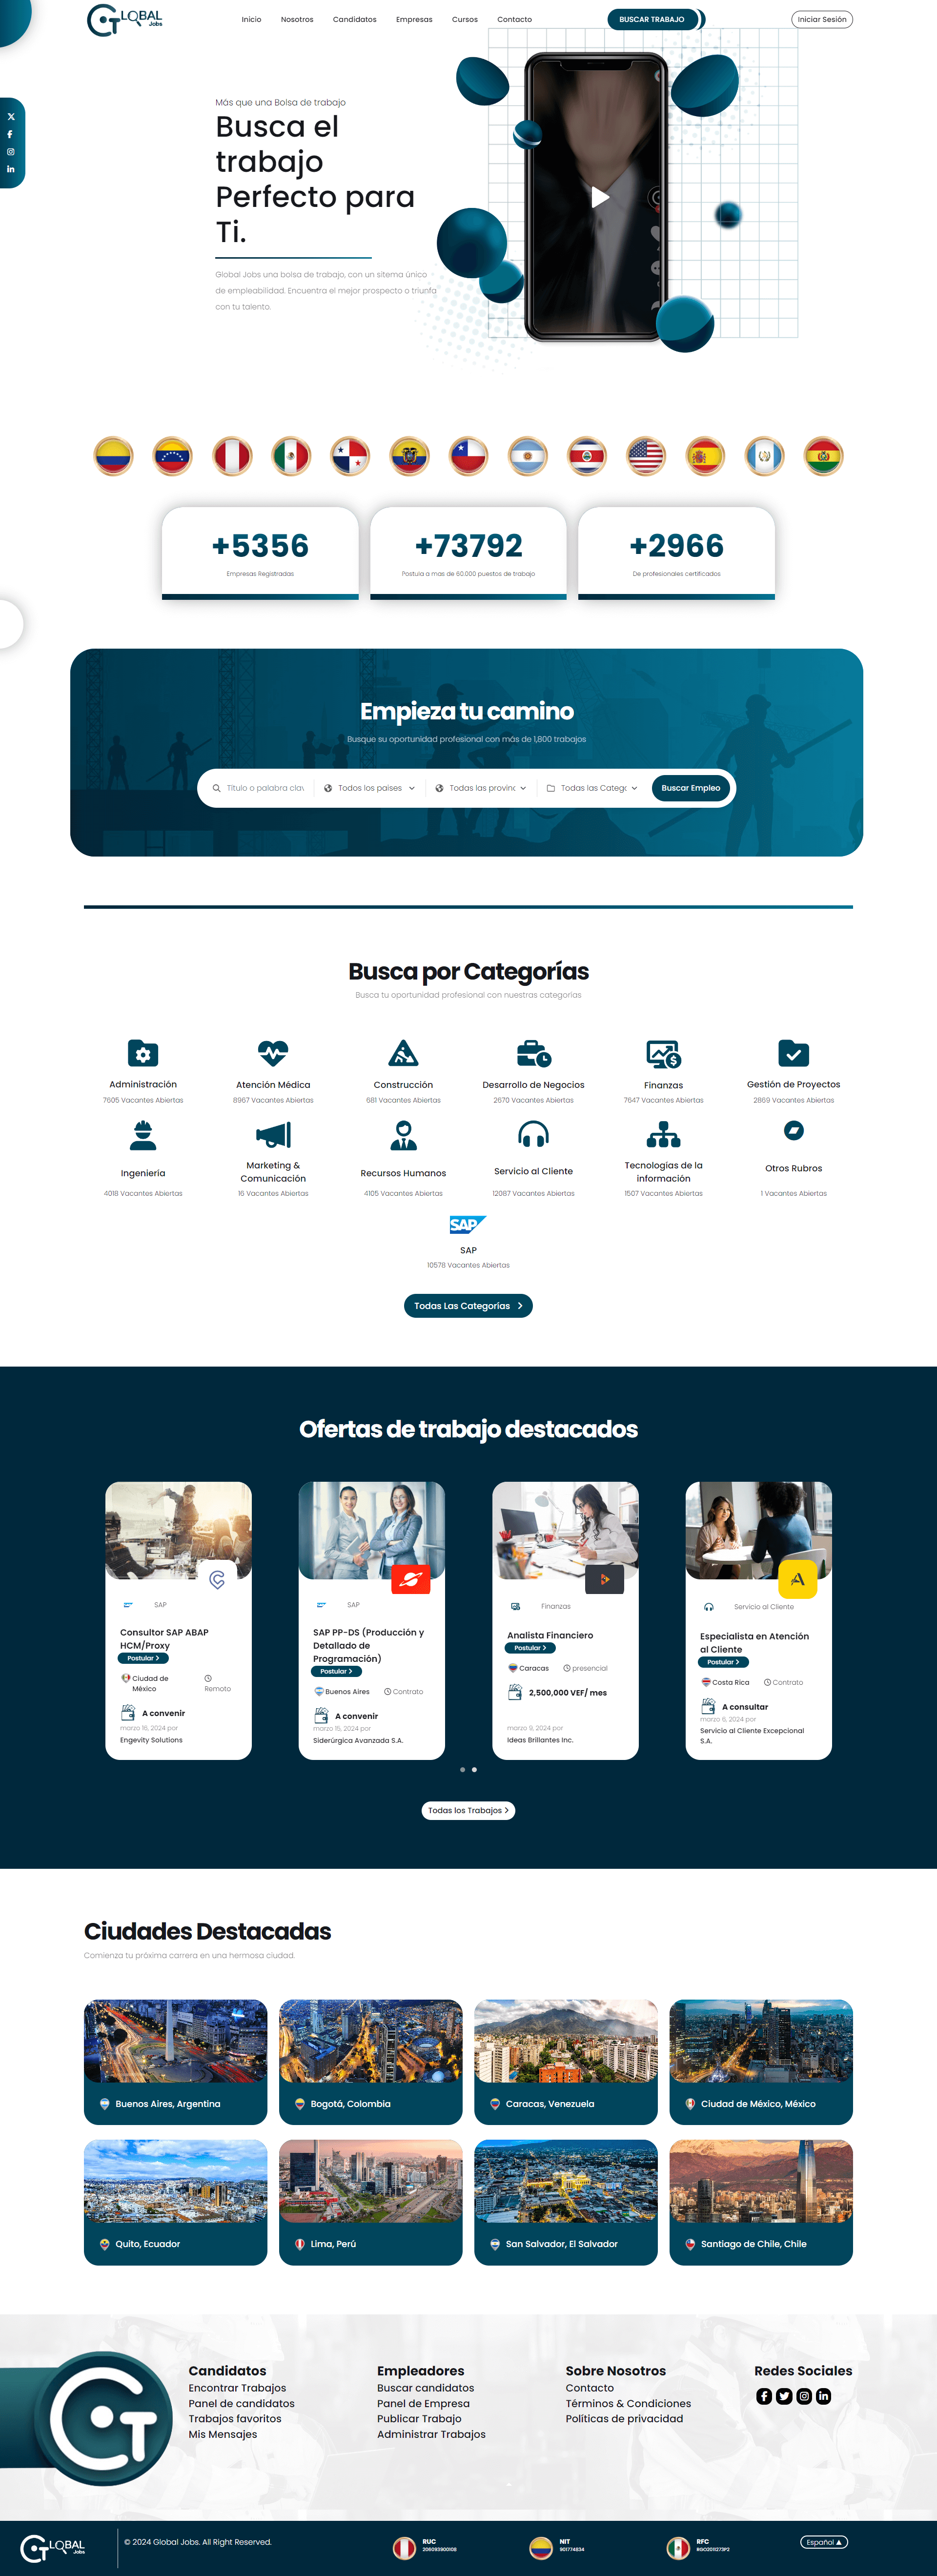 GLOBAL
Jobs
Inicio
Nosotros
Candidatos
Empresas
Cursos
Contacto
BUSCAR TRABAJO
Iniciar Sesión
Más que una Bolsa de trabajo
Busca el
trabajo
Perfecto para
Ti.
Global Jobs una bolsa de trabajo, con un sitema único
de empleabilidad. Encuentra el mejor prospecto o triunfa
con tu talento.
+5356
Empresas Registradas
+73792
Postula a mas de 60.000 puestos de trabajo
+2966
De profesionales certificados
Empieza tu camino
Busque su oportunidad profesional con más de 1,800 trabajos
Título o palabra clav
Todos los paises
Todas las provinc
Todas las Catego
Buscar Empleo
Busca por Categorías
Busca tu oportunidad profesional con nuestras categorías
Administración
7605 Vacantes Abiertas
Atención Médica
8967 Vacantes Abiertas
Construcción
681 Vacantes Abiertas
Desarrollo de Negocios
2670 Vacantes Abiertas
Finanzas
7647 Vacantes Abiertas
Gestión de Proyectos
2869 Vacantes Abiertas
Ingeniería
4018 Vacantes Abiertas
Marketing &
Comunicación
16 Vacantes Abiertas
Recursos Humanos
4105 Vacantes Abiertas
Servicio al Cliente
12087 Vacantes Abiertas
Tecnologías de la
información
1507 Vacantes Abiertas
Otros Rubros
1 Vacantes Abiertas
SAP
SAP
10578 Vacantes Abiertas
Todas Las Categorías
Ofertas de trabajo destacados
SAP
Consultor SAP ABAP
HCM/Proxy
Postular
Ciudad de
México
Remoto
A convenir
marzo 16, 2024 por
Engevity Solutions
SAP
SAP PP-DS (Producción y
Detallado de
Programación)
Postular
Buenos Aires
Contrato
A convenir
marzo 15, 2024 por
Siderúrgica Avanzada S.A.
Finanzas
Analista Financiero
Postular
Caracas
presencial
2,500,000 VEF/ mes
marzo 9, 2024 por
Ideas Brillantes Inc.
Servicio al Cliente
Especialista en Atención
al Cliente
Postular
Costa Rica
Contrato
A consultar
marzo 6, 2024 por
Servicio al Cliente Excepcional
S.A.
Todas los Trabajos
Ciudades Destacadas
Comienza tu próxima carrera en una hermosa ciudad.
Buenos Aires, Argentina
Bogotá, Colombia
Caracas, Venezuela
Ciudad de México, México
Quito, Ecuador
Lima, Perú
San Salvador, El Salvador
Santiago de Chile, Chile
Candidatos
Encontrar Trabajos
Panel de candidatos
Trabajos favoritos
Mis Mensajes
Empleadores
Buscar candidatos
Panel de Empresa
Publicar Trabajo
Administrar Trabajos
Sobre Nosotros
Contacto
Términos & Condiciones
Políticas de privacidad
Redes Sociales
GLOBAL
Jobs
© 2024 Global Jobs. All Right Reserved.
RUC
NIT
901774834
RFC
Español ▲